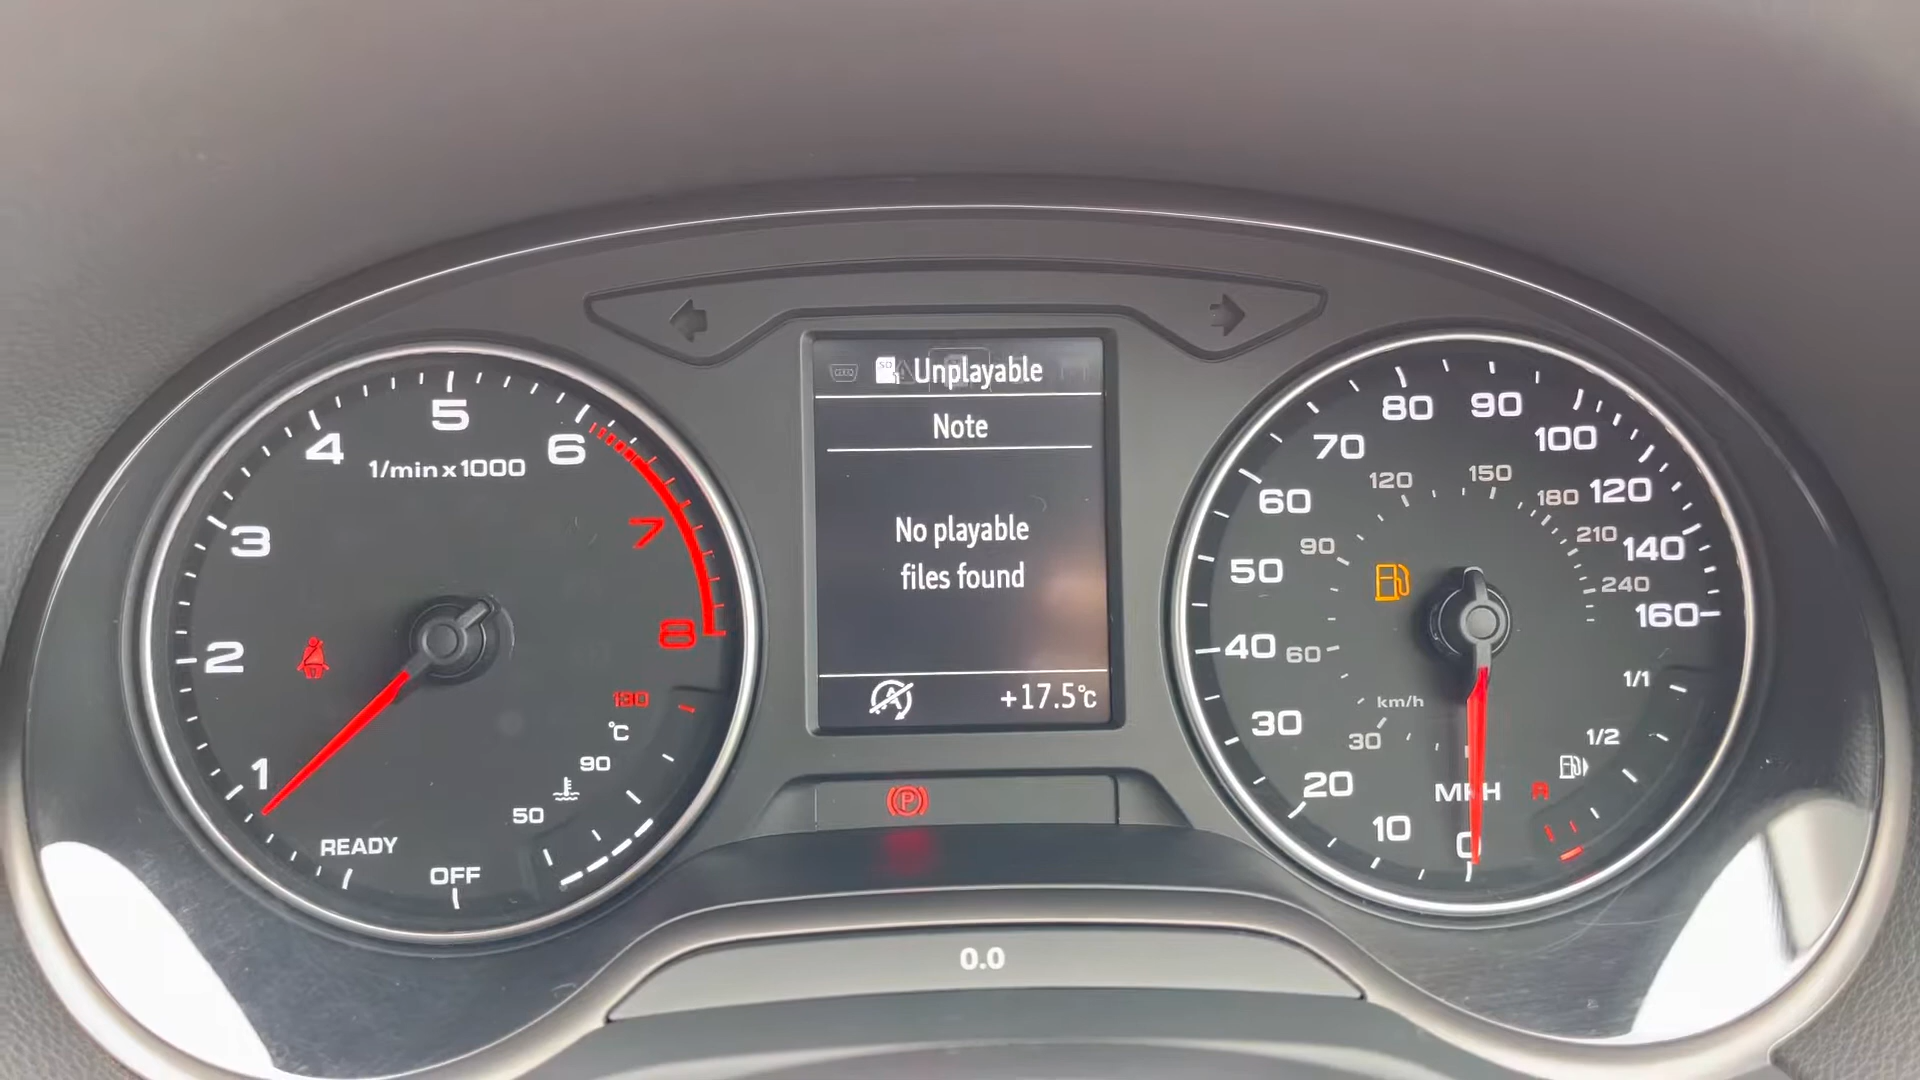 Unplayable
Note
No playable
files found
+17.5°C
1/min x 1000
1
2
3
4
5
6
7
8
READY
OFF
50
90
130
°C
MPH
0
10
20
30
40
50
60
70
80
90
100
120
140
160
km/h
30
60
90
120
150
180
210
240
1/1
1/2
R
P
A
SD
0.0